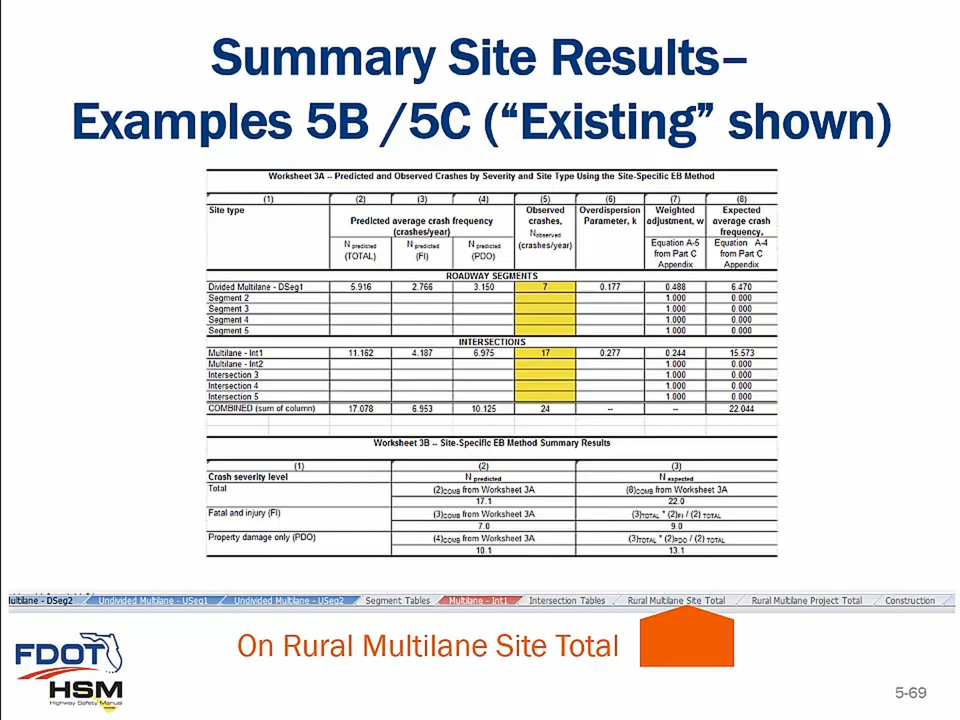 Summary Site Results–
Examples 5B /5C (“Existing” shown)
Worksheet 3A -- Predicted and Observed Crashes by Severity and Site Type Using the Site-Specific EB Method
(1) (2) (3) (4) (5) (6) (7) (8)
Site type Predicted average crash frequency (crashes/year) Observed crashes, Nobserved (crashes/year) Overdispersion Parameter, k Weighted adjustment, w Expected average crash frequency,
N predicted (TOTAL) N predicted (FI) N predicted (PDO) Equation A-5 from Part C Appendix Equation A-4 from Part C Appendix
ROADWAY SEGMENTS
Divided Multilane - DSeg1 5.916 2.766 3.150 7 0.177 0.488 6.470
Segment 2 1.000 0.000
Segment 3 1.000 0.000
Segment 4 1.000 0.000
Segment 5 1.000 0.000
INTERSECTIONS
Multilane - Int1 11.162 4.187 6.975 17 0.277 0.244 15.573
Multilane - Int2 1.000 0.000
Intersection 3 1.000 0.000
Intersection 4 1.000 0.000
Intersection 5 1.000 0.000
COMBINED (sum of column) 17.078 6.953 10.125 24 -- -- 22.044
Worksheet 3B -- Site-Specific EB Method Summary Results
(1) (2) (3)
Crash severity level N predicted N expected
Total (2)COMB from Worksheet 3A (8)COMB from Worksheet 3A
17.1 22.0
Fatal and injury (FI) (3)COMB from Worksheet 3A (3)TOTAL * (2)FI / (2) TOTAL
7.0 9.0
Property damage only (PDO) (4)COMB from Worksheet 3A (3)TOTAL * (2)PDO / (2) TOTAL
10.1 13.1
ultilane - DSeg2 Undivided Multilane - USeg1 Undivided Multilane - USeg2 Segment Tables Multilane - Int1 Intersection Tables Rural Multilane Site Total Rural Multilane Project Total Construction
On Rural Multilane Site Total
FDOT
HSM
Highway Safety Manual
5-69